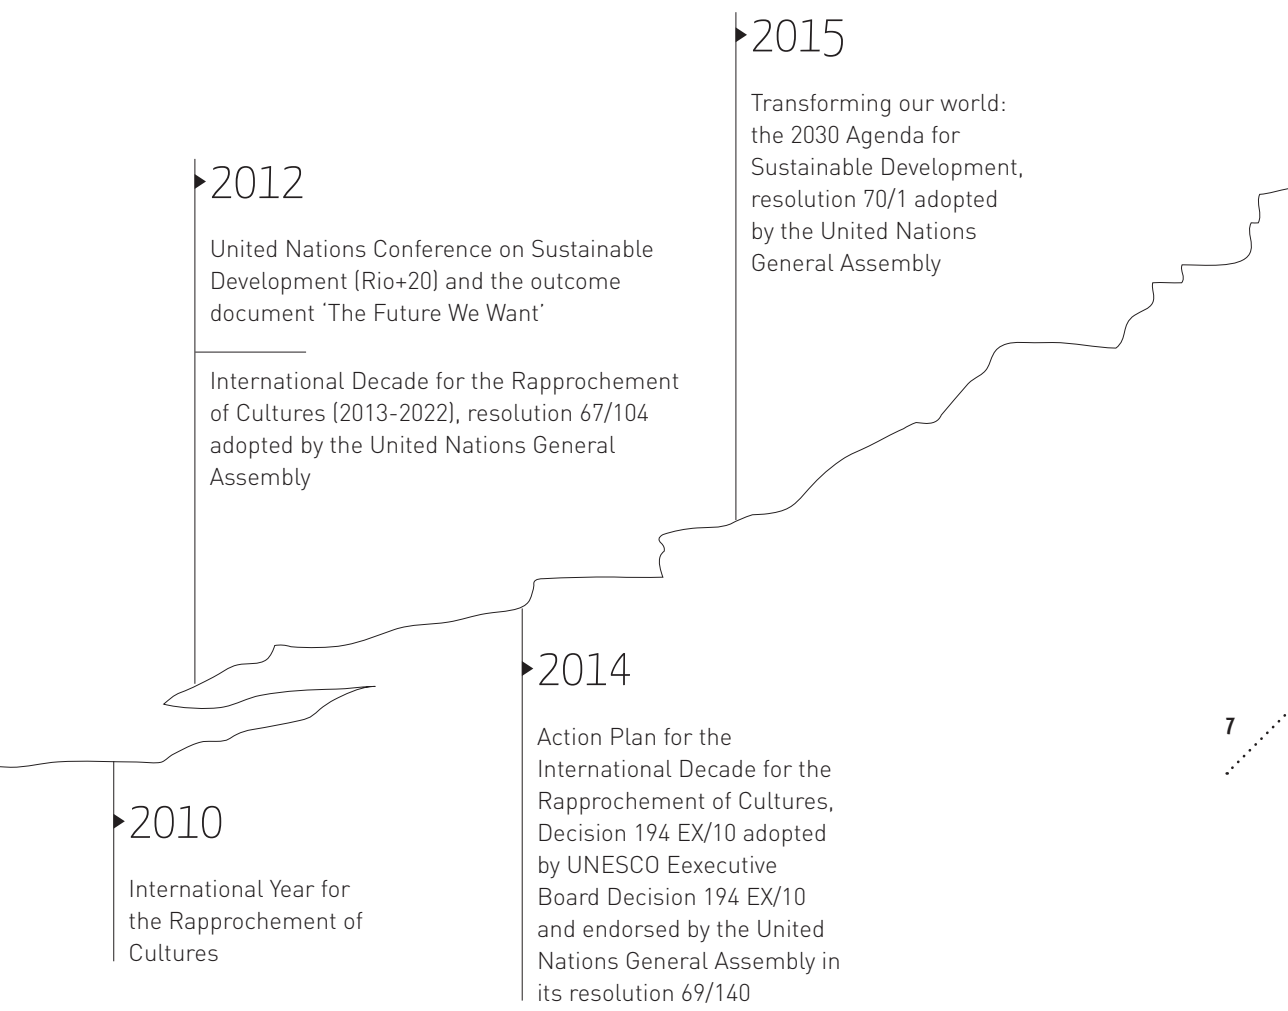 2015
Transforming our world:
the 2030 Agenda for
Sustainable Development,
resolution 70/1 adopted
by the United Nations
General Assembly
2012
United Nations Conference on Sustainable
Development (Rio+20) and the outcome
document ‘The Future We Want’
International Decade for the Rapprochement
of Cultures (2013-2022), resolution 67/104
adopted by the United Nations General
Assembly
2014
Action Plan for the
International Decade for the
Rapprochement of Cultures,
Decision 194 EX/10 adopted
by UNESCO Eexecutive
Board Decision 194 EX/10
and endorsed by the United
Nations General Assembly in
its resolution 69/140
7
2010
International Year for
the Rapprochement of
Cultures